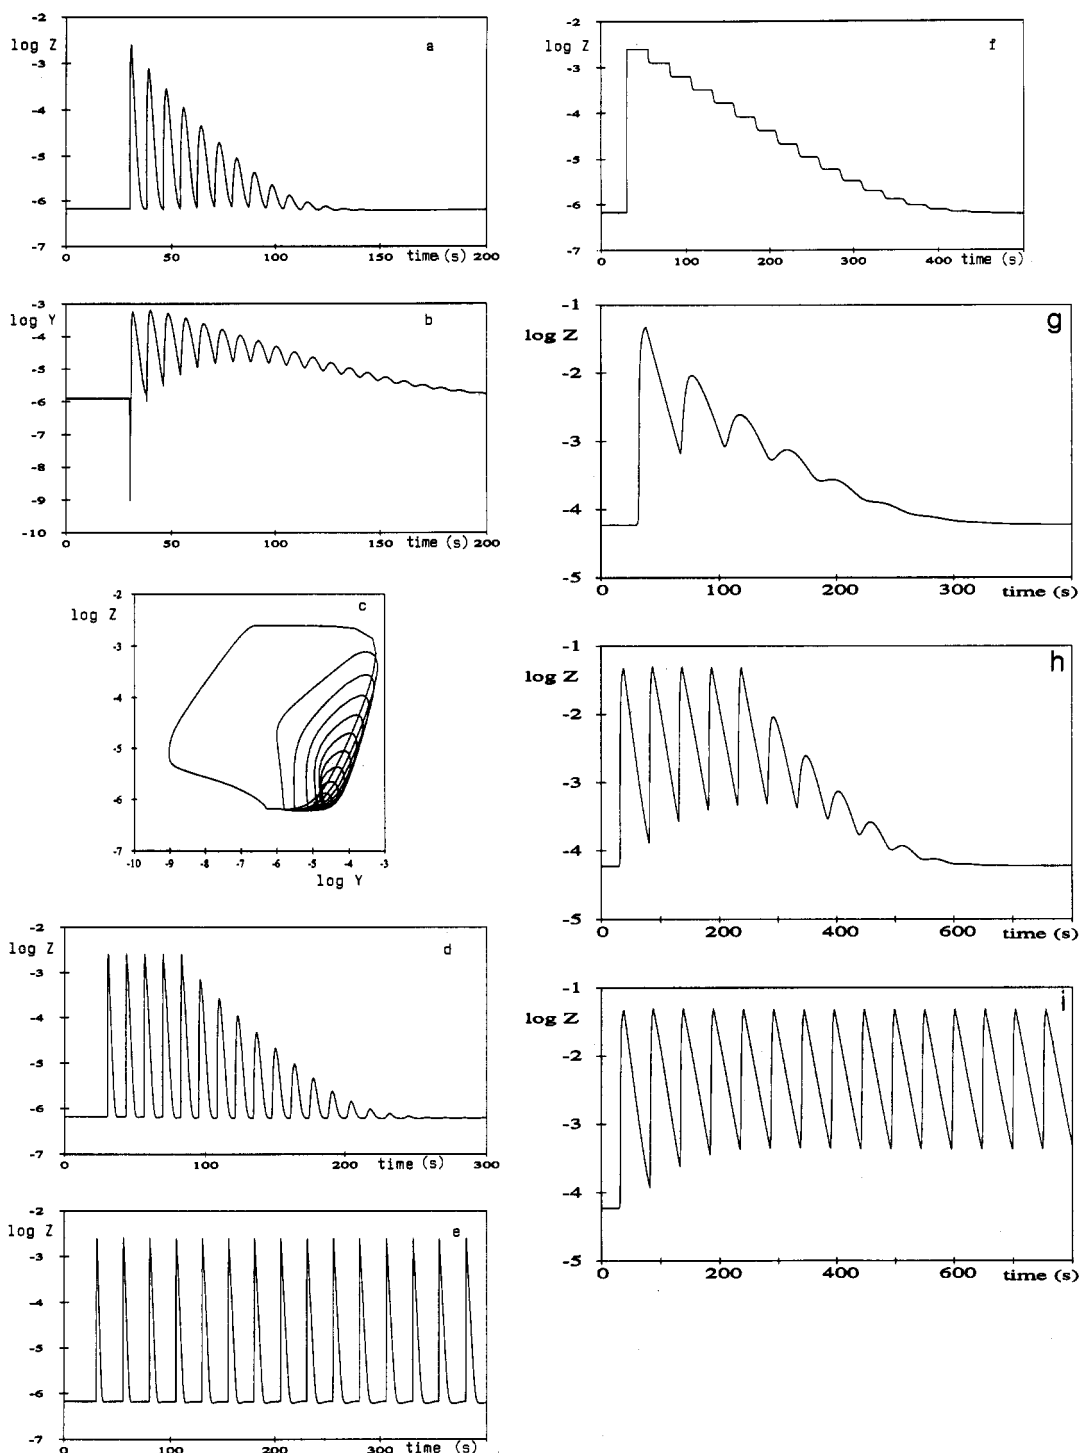 -2
log Z
a
-3
-4
-5
-6
-7
0 50 100 150 time (s) 200
-3
log Y
b
-4
-5
-6
-7
-8
-9
-10
0 50 100 150 time (s) 200
-2
log Z
c
-3
-4
-5
-6
-7
-10 -9 -8 -7 -6 -5 -4 -3
log Y
-2
log Z
d
-3
-4
-5
-6
-7
0 100 200 time (s) 300
-2
log Z
e
-3
-4
-5
-6
-7
0 100 200 300 time (s)
-2
log Z
f
-3
-4
-5
-6
-7
0 100 200 300 400 time (s)
-1
log Z
g
-2
-3
-4
-5
0 100 200 300 time (s)
-1
log Z
h
-2
-3
-4
-5
0 200 400 600 time (s)
-1
log Z
i
-2
-3
-4
-5
0 200 400 600 time (s)